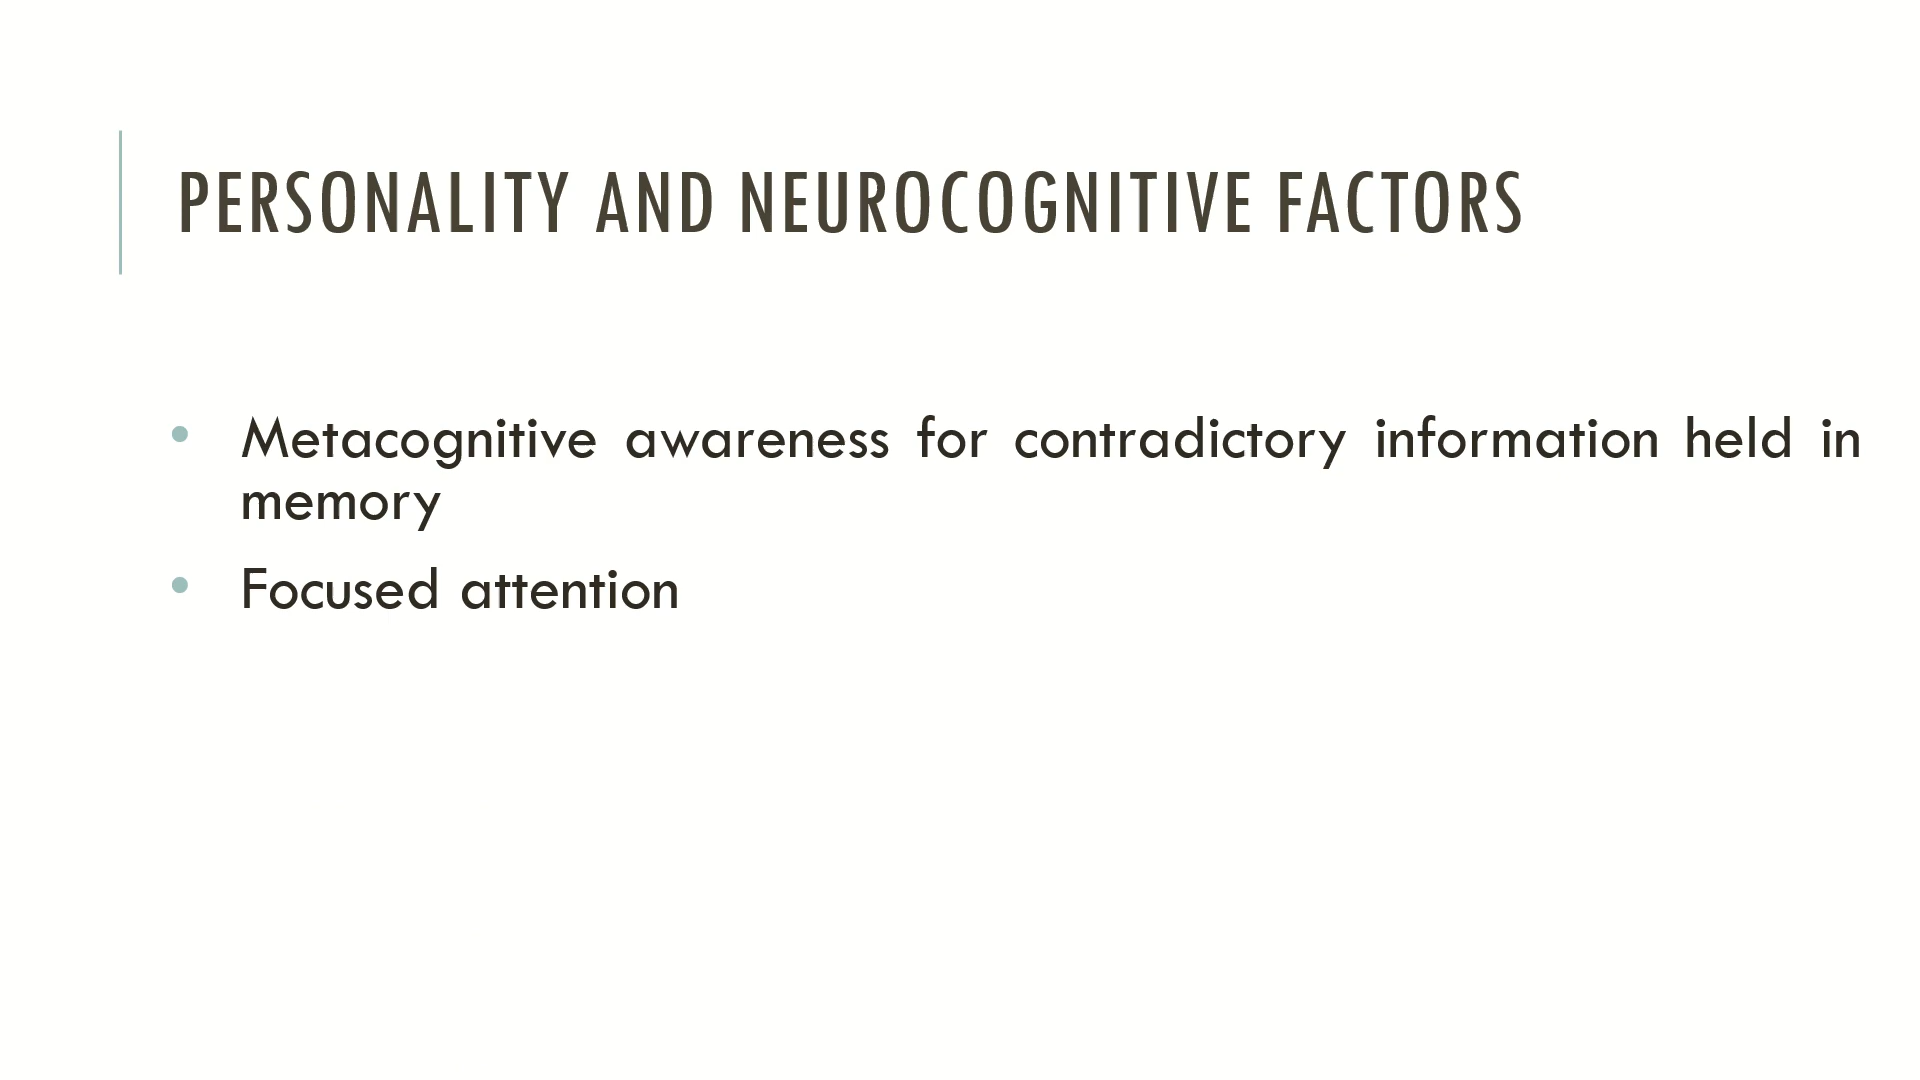 PERSONALITY AND NEUROCOGNITIVE FACTORS
• Metacognitive awareness for contradictory information held in
memory
• Focused attention